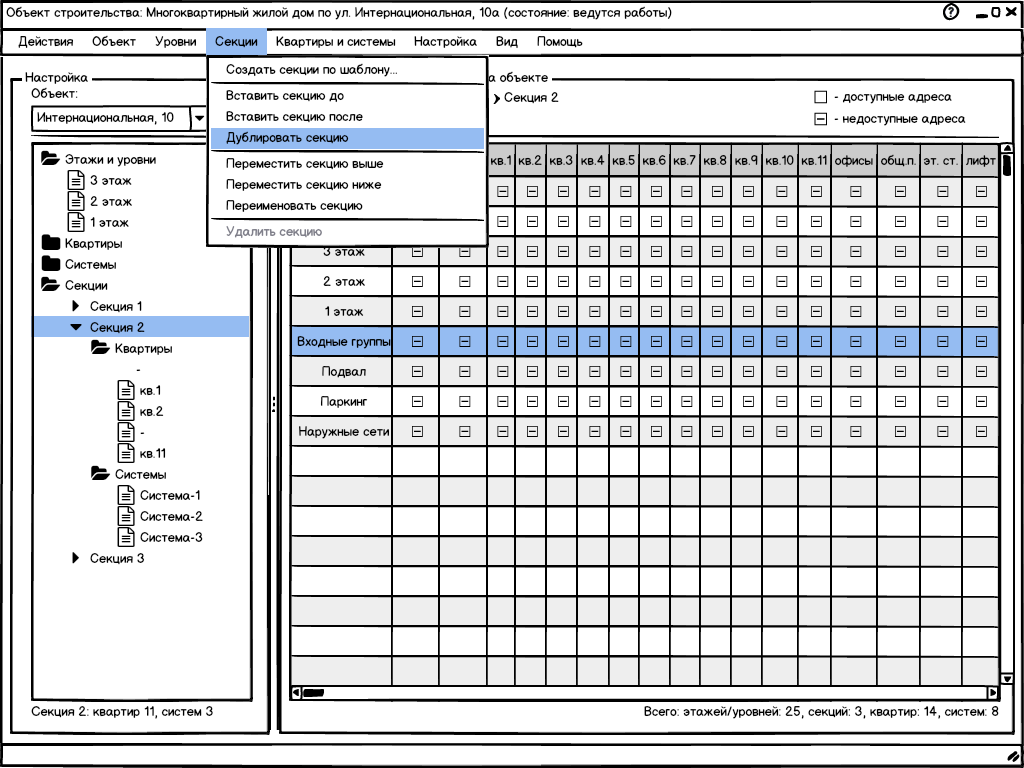 Объект строительства: Многоквартирный жилой дом по ул. Интернациональная, 10а (состояние: ведутся работы)
Действия Объект Уровни Секции Квартиры и системы Настройка Вид Помощь
Создать секции по шаблону...
Вставить секцию до
Вставить секцию после
Дублировать секцию
Переместить секцию выше
Переместить секцию ниже
Переименовать секцию
Удалить секцию
Настройка
Объект:
Интернациональная, 10
Этажи и уровни
3 этаж
2 этаж
1 этаж
Квартиры
Системы
Секции
Секция 1
Секция 2
Квартиры
-
кв.1
кв.2
-
кв.11
Системы
Система-1
Система-2
Система-3
Секция 3
Секция 2: квартир 11, систем 3
а объекте
Секция 2
- доступные адреса
- недоступные адреса
кв.1 кв.2 кв.3 кв.4 кв.5 кв.6 кв.7 кв.8 кв.9 кв.10 кв.11 офисы общ.п. эт. ст. лифт
3 этаж
2 этаж
1 этаж
Входные группы
Подвал
Паркинг
Наружные сети
Всего: этажей/уровней: 25, секций: 3, квартир: 14, систем: 8